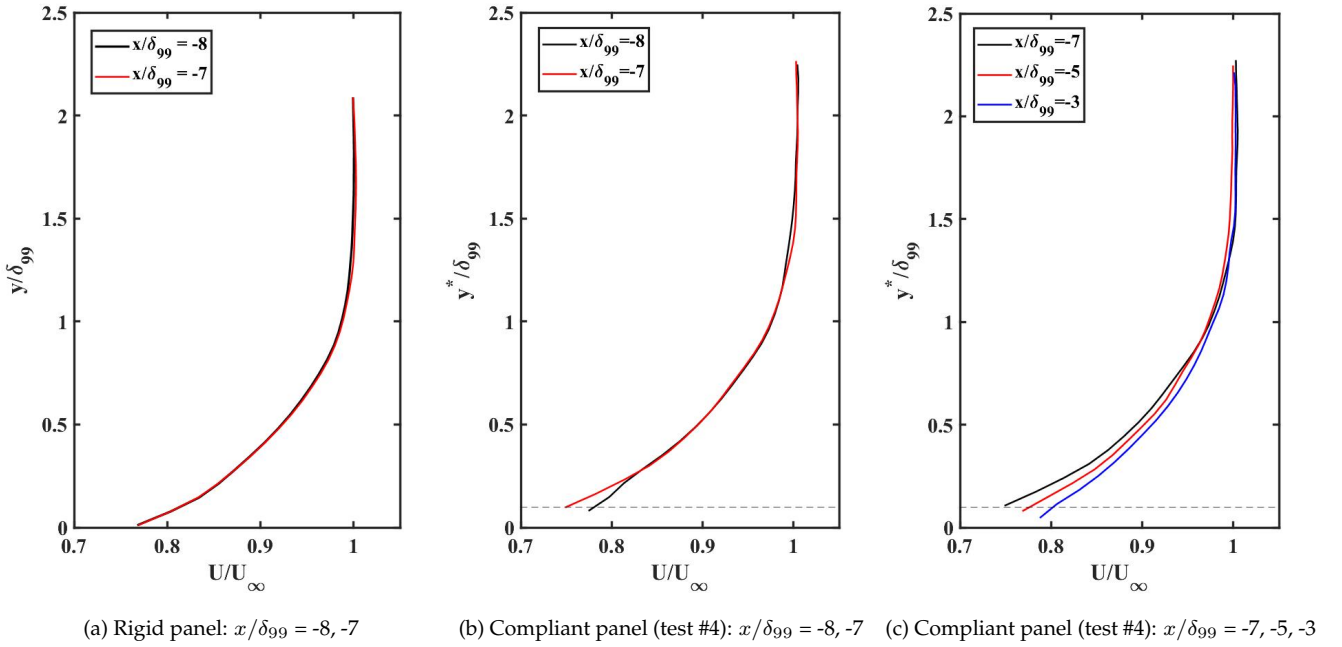 2.5
2
1.5
1
0.5
0
y/δ99
x/δ99 = -8
x/δ99 = -7
0.7 0.8 0.9 1
U/U∞
(a) Rigid panel: x/δ99 = -8, -7
2.5
2
1.5
1
0.5
0
y*/δ99
x/δ99=-8
x/δ99=-7
0.7 0.8 0.9 1
U/U∞
(b) Compliant panel (test #4): x/δ99 = -8, -7
2.5
2
1.5
1
0.5
0
y*/δ99
x/δ99=-7
x/δ99=-5
x/δ99=-3
0.7 0.8 0.9 1
U/U∞
(c) Compliant panel (test #4): x/δ99 = -7, -5, -3